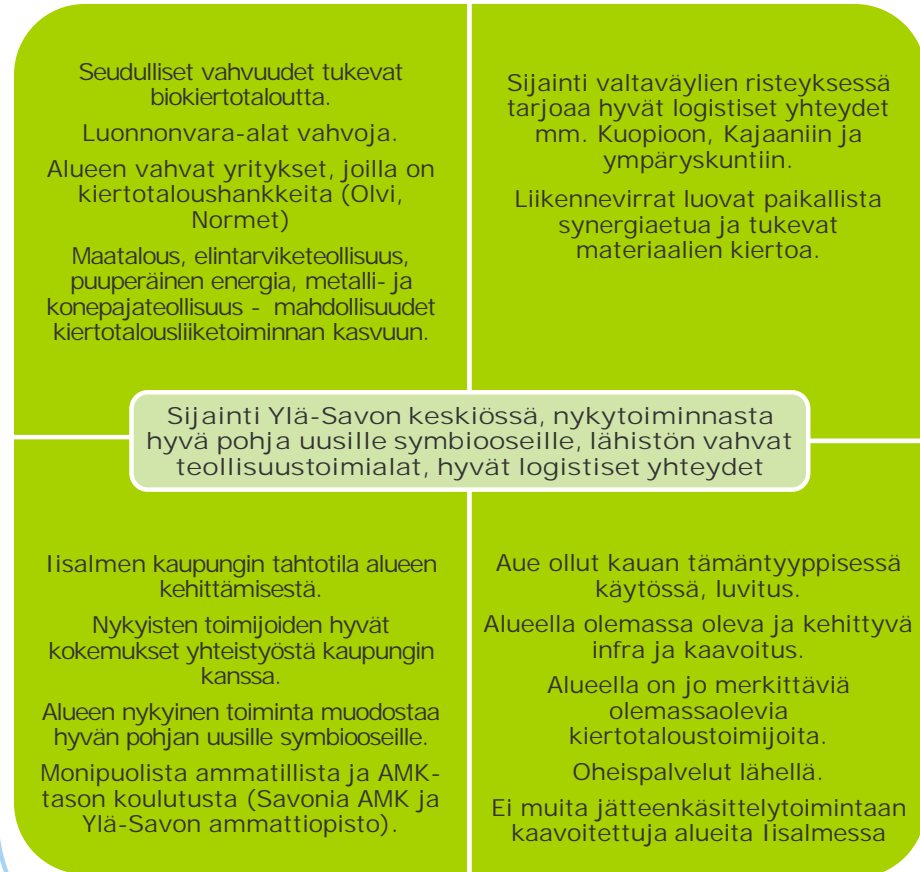 Seudulliset vahvuudet tukevat
biokiertotaloutta.
Luonnonvara-alat vahvoja.
Alueen vahvat yritykset, joilla on
kiertotaloushankkeita (Olvi,
Normet)
Maatalous, elintarviketeollisuus,
puuperäinen energia, metalli- ja
konepajateollisuus - mahdollisuudet
kiertotalousliiketoiminnan kasvuun.
Sijainti valtaväylien risteyksessä
tarjoaa hyvät logistiset yhteydet
mm. Kuopioon, Kajaaniin ja
ympäryskuntiin.
Liikennevirrat luovat paikallista
synergiaetua ja tukevat
materiaalien kiertoa.
Sijainti Ylä-Savon keskiössä, nykytoiminnasta
hyvä pohja uusille symbiooseille, lähistön vahvat
teollisuustoimialat, hyvät logistiset yhteydet
Iisalmen kaupungin tahtotila alueen
kehittämisestä.
Nykyisten toimijoiden hyvät
kokemukset yhteistyöstä kaupungin
kanssa.
Alueen nykyinen toiminta muodostaa
hyvän pohjan uusille symbiooseille.
Monipuolista ammatillista ja AMK-
tason koulutusta (Savonia AMK ja
Ylä-Savon ammattiopisto).
Aue ollut kauan tämäntyyppisessä
käytössä, luvitus.
Alueella olemassa oleva ja kehittyvä
infra ja kaavoitus.
Alueella on jo merkittäviä
olemassaolevia
kiertotaloustoimijoita.
Oheispalvelut lähellä.
Ei muita jätteenkäsittelytoimintaan
kaavoitettuja alueita Iisalmessa